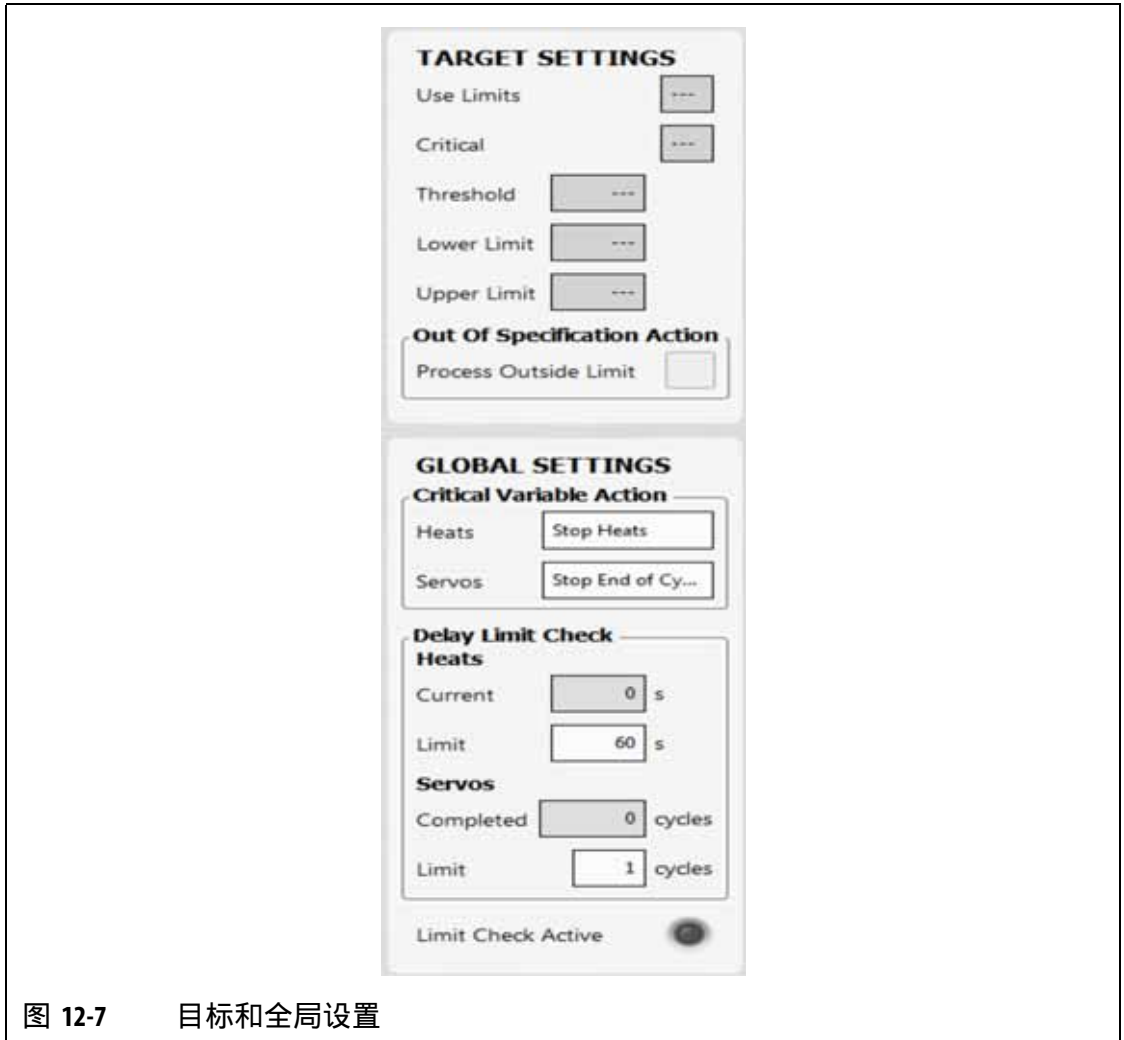 TARGET SETTINGS
Use Limits ---
Critical ---
Threshold ---
Lower Limit ---
Upper Limit ---
Out Of Specification Action
Process Outside Limit
GLOBAL SETTINGS
Critical Variable Action
Heats Stop Heats
Servos Stop End of Cy...
Delay Limit Check
Heats
Current 0 s
Limit 60 s
Servos
Completed 0 cycles
Limit 1 cycles
Limit Check Active
图 12-7 目标和全局设置